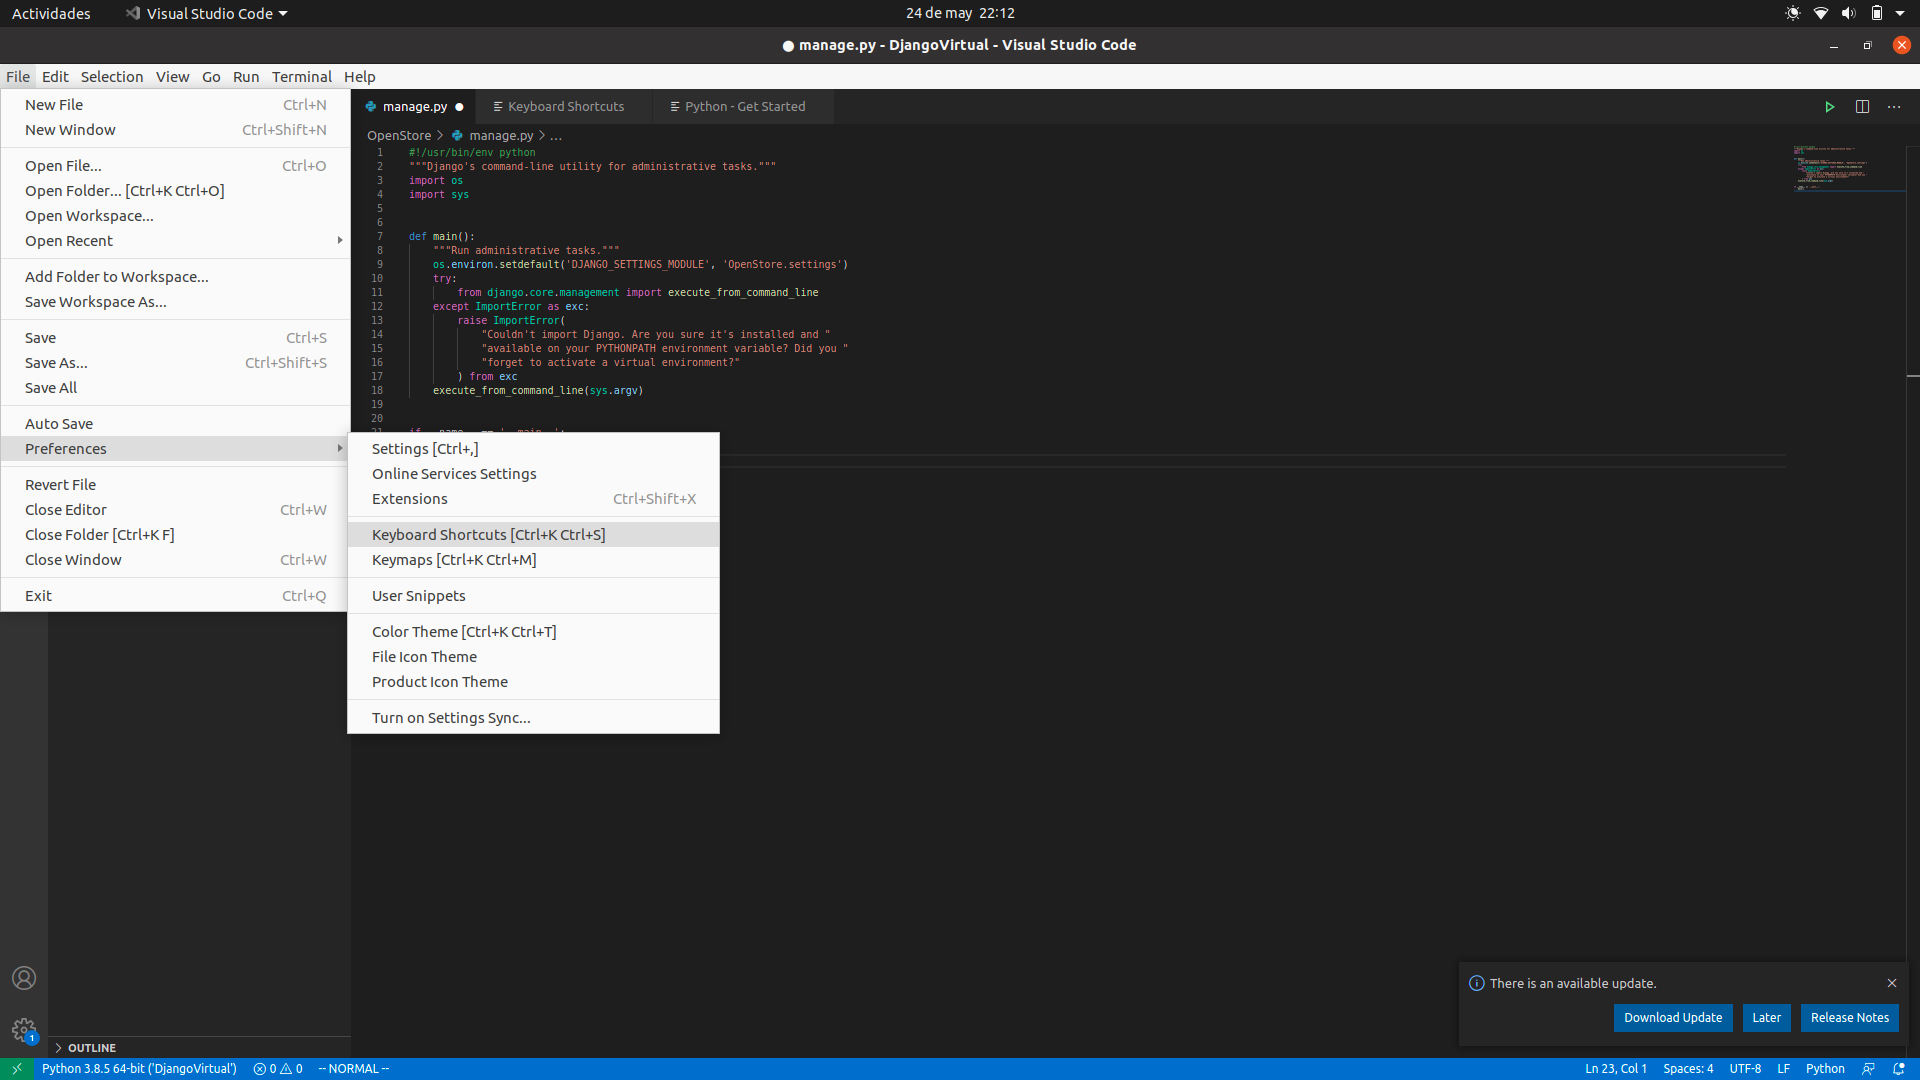 Actividades
Visual Studio Code
24 de may 22:12
● manage.py - DjangoVirtual - Visual Studio Code
File Edit Selection View Go Run Terminal Help
New File Ctrl+N
New Window Ctrl+Shift+N
Open File... Ctrl+O
Open Folder... [Ctrl+K Ctrl+O]
Open Workspace...
Open Recent
Add Folder to Workspace...
Save Workspace As...
Save Ctrl+S
Save As... Ctrl+Shift+S
Save All
Auto Save
Preferences
Revert File
Close Editor Ctrl+W
Close Folder [Ctrl+K F]
Close Window Ctrl+W
Exit Ctrl+Q
Settings [Ctrl+,]
Online Services Settings
Extensions Ctrl+Shift+X
Keyboard Shortcuts [Ctrl+K Ctrl+S]
Keymaps [Ctrl+K Ctrl+M]
User Snippets
Color Theme [Ctrl+K Ctrl+T]
File Icon Theme
Product Icon Theme
Turn on Settings Sync...
manage.py ●
Keyboard Shortcuts
Python - Get Started
OpenStore > manage.py > ...
1 #!/usr/bin/env python
2 """Django's command-line utility for administrative tasks."""
3 import os
4 import sys
5
6
7 def main():
8 """Run administrative tasks."""
9 os.environ.setdefault('DJANGO_SETTINGS_MODULE', 'OpenStore.settings')
10 try:
11 from django.core.management import execute_from_command_line
12 except ImportError as exc:
13 raise ImportError(
14 "Couldn't import Django. Are you sure it's installed and "
15 "available on your PYTHONPATH environment variable? Did you "
16 "forget to activate a virtual environment?"
17 ) from exc
18 execute_from_command_line(sys.argv)
19
20
There is an available update.
Download Update
Later
Release Notes
1
OUTLINE
Python 3.8.5 64-bit ('DjangoVirtual') 0 0 -- NORMAL --
Ln 23, Col 1 Spaces: 4 UTF-8 LF Python